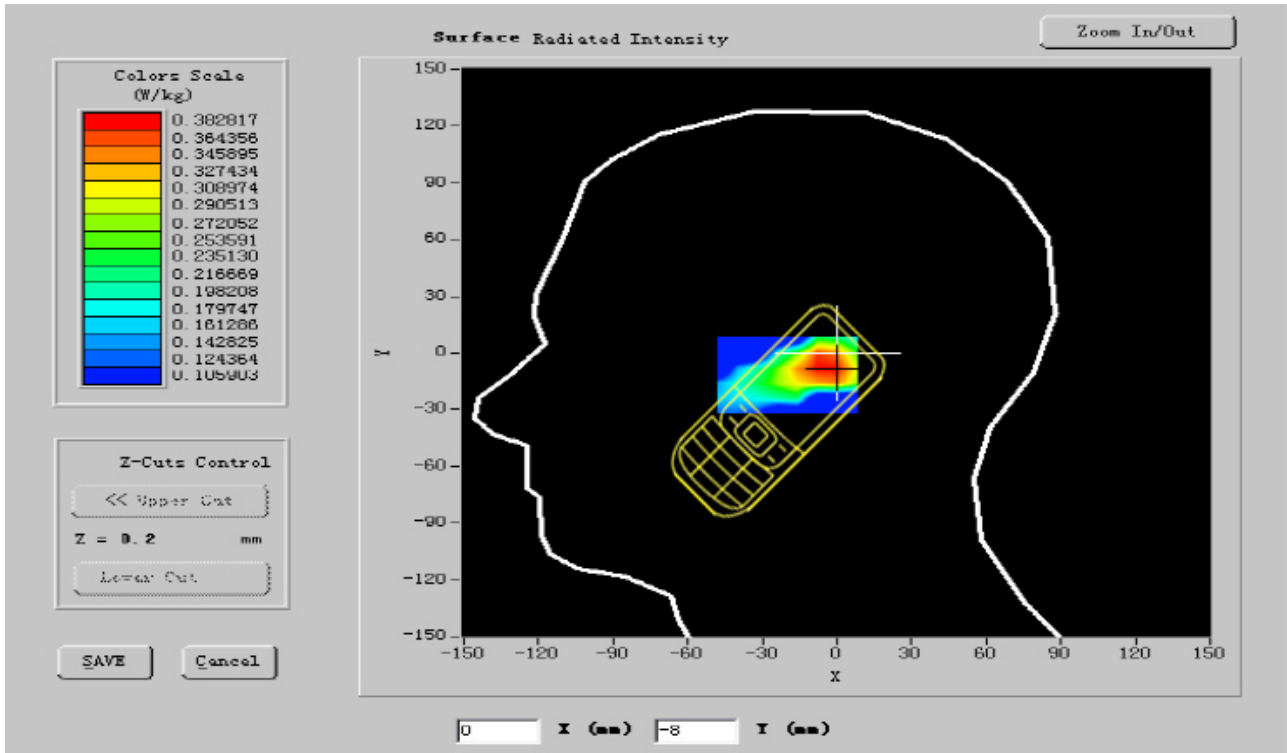 Surface Radiated Intensity
Zoom In/Out
Colors Scale
(W/kg)
0.382817
0.364356
0.345895
0.327434
0.308974
0.290513
0.272052
0.253591
0.235130
0.216669
0.198208
0.179747
0.161286
0.142825
0.124364
0.105903
Z-Cuts Control
<< Upper Cut
Z = 0.2 mm
Lower Cut
SAVE
Cancel
150
120
90
60
30
0
-30
-60
-90
-120
-150
Y
-150 -120 -90 -60 -30 0 30 60 90 120 150
X
0 X (mm) -8 Y (mm)